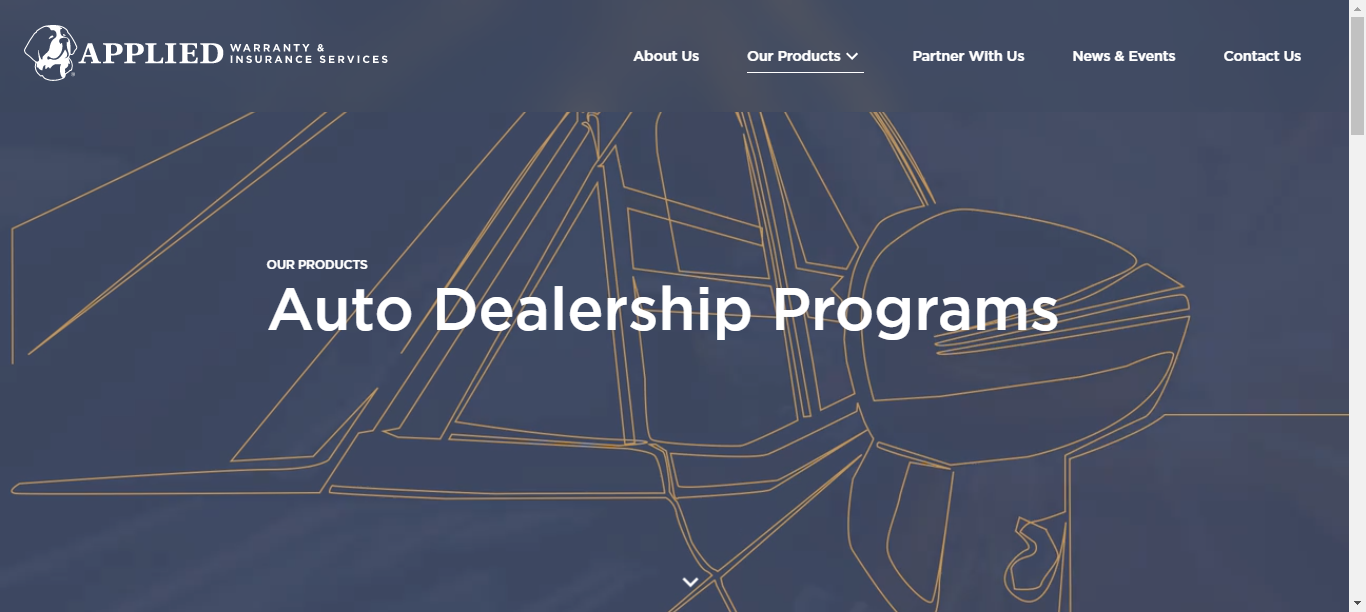 APPLIED
WARRANTY &
INSURANCE SERVICES
About Us
Our Products
Partner With Us
News & Events
Contact Us
OUR PRODUCTS
Auto Dealership Programs